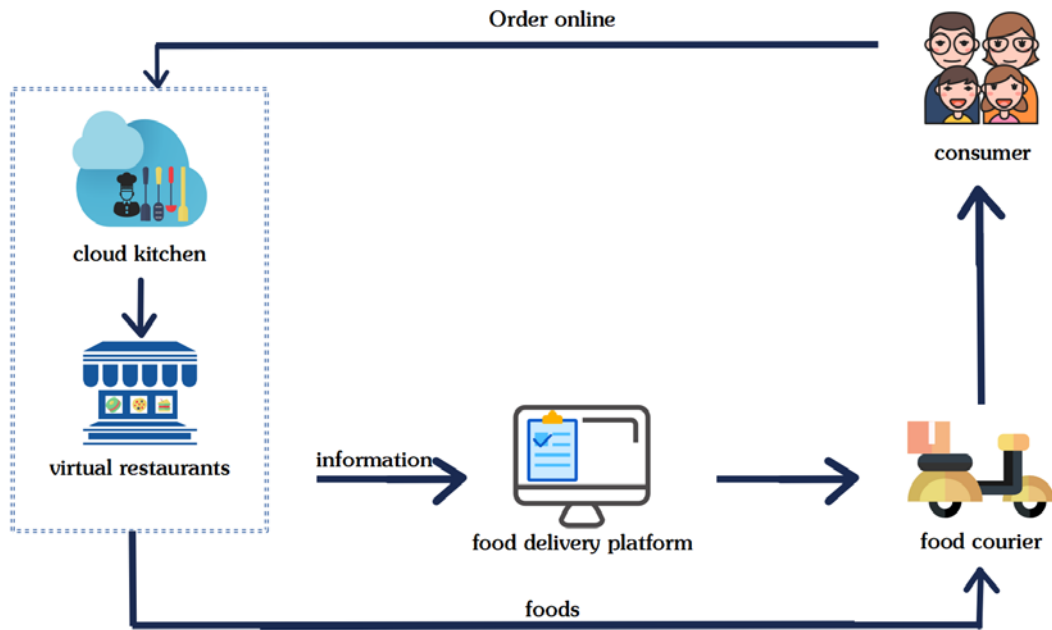 Order online
consumer
cloud kitchen
virtual restaurants
information
food delivery platform
food courier
foods